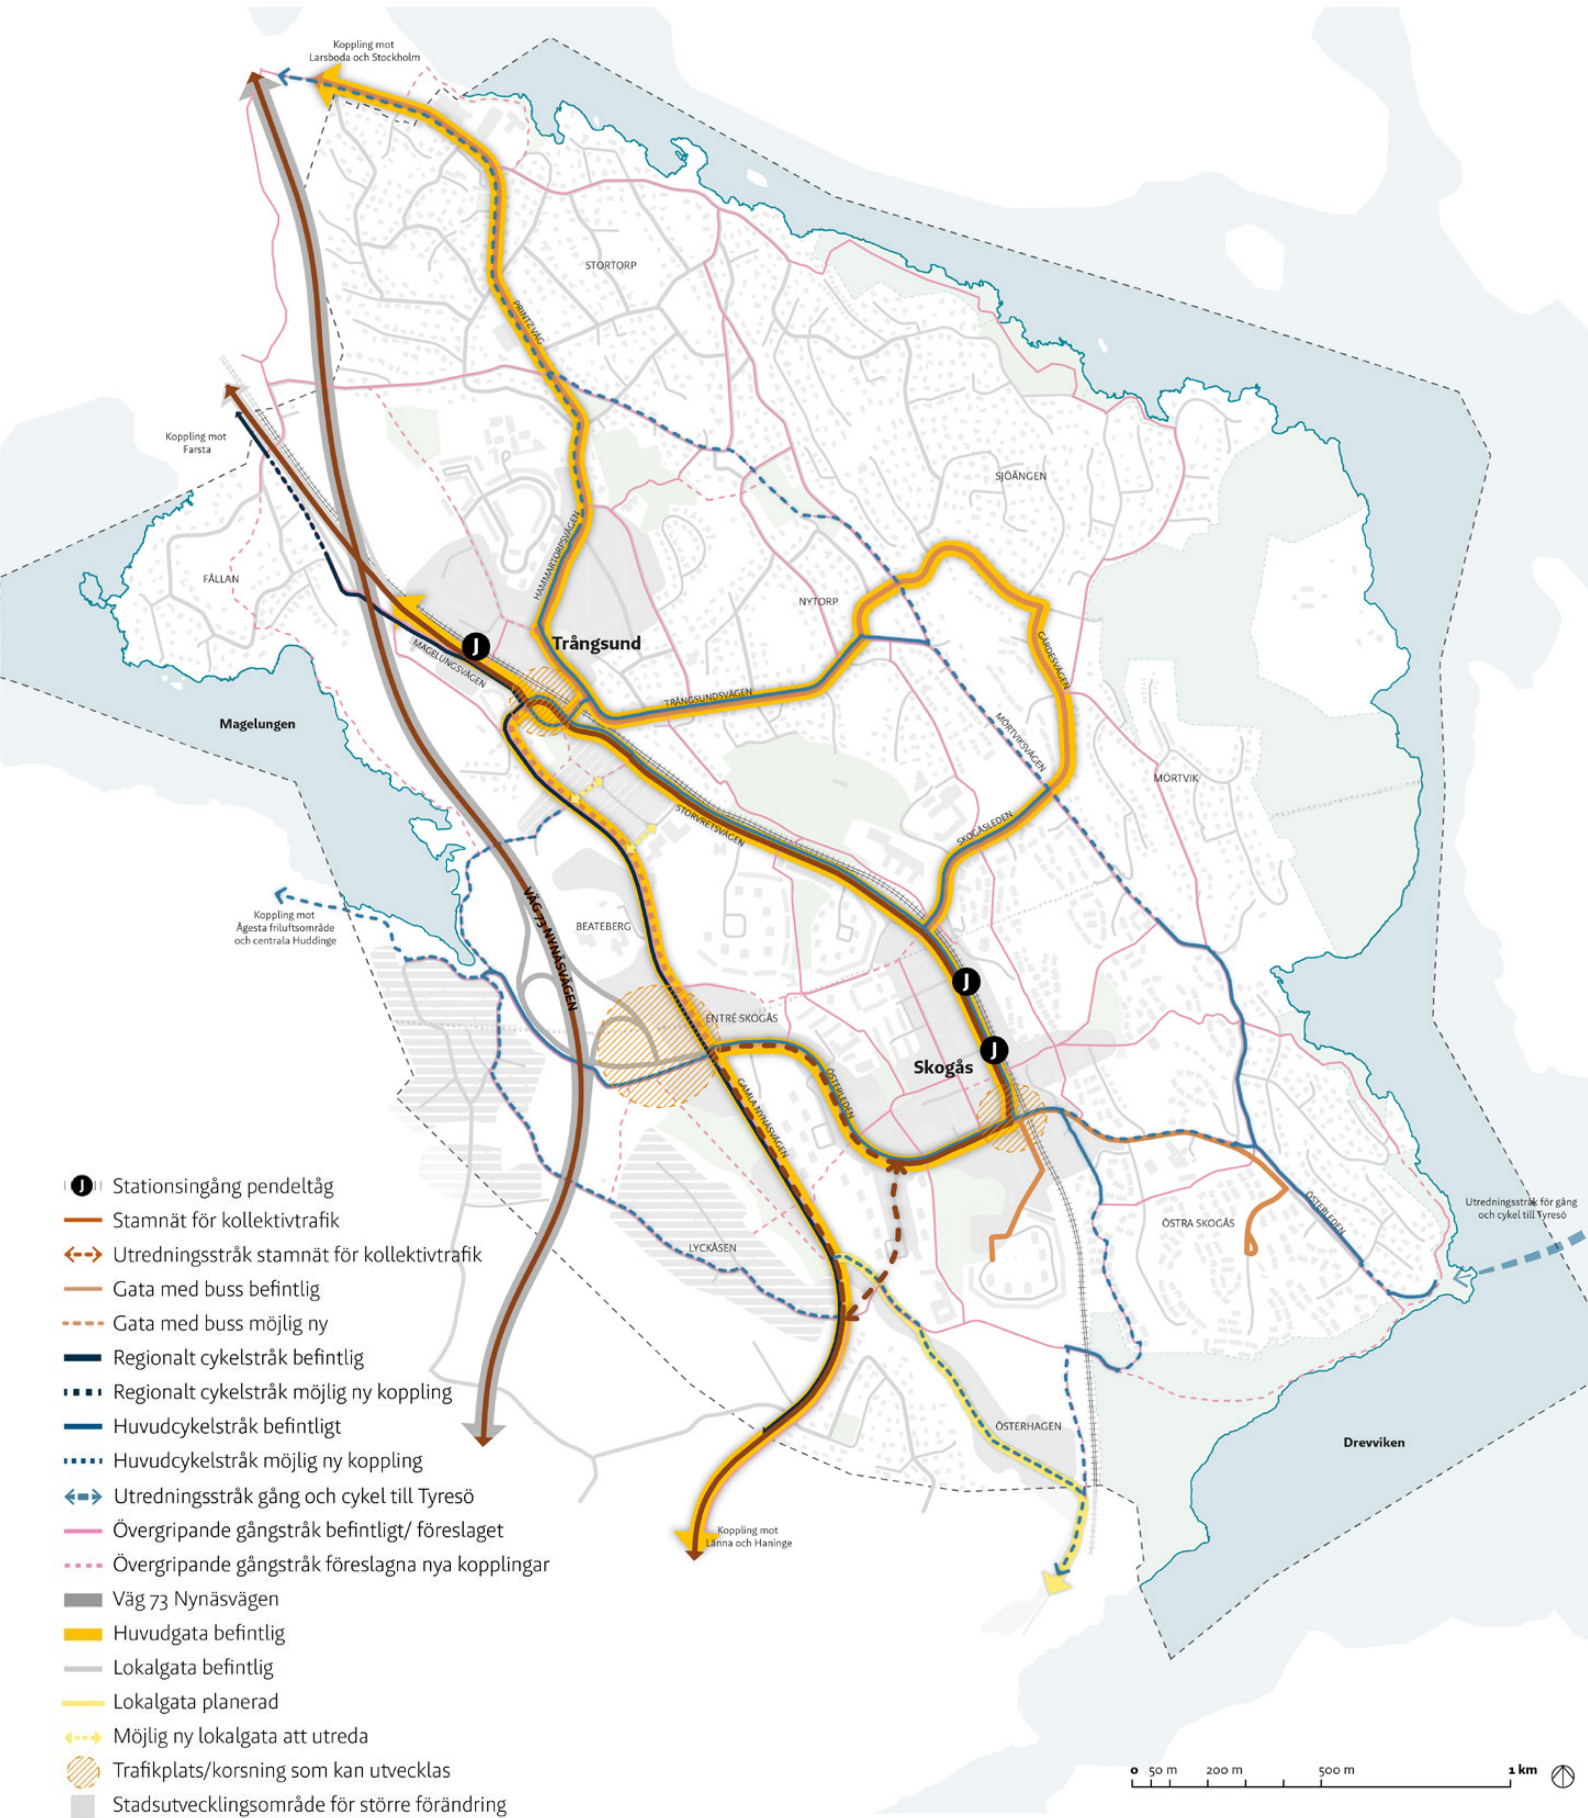 Koppling mot
Larsboda och Stockholm
STORTORP
PRINTZ VÄG
Koppling mot
Farsta
SJÖÄNGEN
HAMMARTORPSVÄGEN
FÅLLAN
NYTORP
J
Trångsund
GÅRDESVÄGEN
MAGELUNGSVÄGEN
TRÅNGSUNDSVÄGEN
Magelungen
MÖRTVIKSVÄGEN
MÖRTVIK
STORVRETSVÄGEN
SKOGÅSLEDEN
VÄG 73 NYNÄSVÄGEN
Koppling mot
Ågesta friluftsområde
och centrala Huddinge
BEATEBERG
J
ENTRÉ SKOGÅS
J
Skogås
ÖSTERLEDEN
GAMLA NYNÄSVÄGEN
ÖSTERLEDEN
Utredningsstråk för gång
och cykel till Tyresö
ÖSTRA SKOGÅS
LYCKÅSEN
ÖSTERHAGEN
Drevviken
Koppling mot
Länna och Haninge
J Stationsingång pendeltåg
Stamnät för kollektivtrafik
Utredningsstråk stamnät för kollektivtrafik
Gata med buss befintlig
Gata med buss möjlig ny
Regionalt cykelstråk befintlig
Regionalt cykelstråk möjlig ny koppling
Huvudcykelstråk befintligt
Huvudcykelstråk möjlig ny koppling
Utredningsstråk gång och cykel till Tyresö
Övergripande gångstråk befintligt/ föreslaget
Övergripande gångstråk föreslagna nya kopplingar
Väg 73 Nynäsvägen
Huvudgata befintlig
Lokalgata befintlig
Lokalgata planerad
Möjlig ny lokalgata att utreda
Trafikplats/korsning som kan utvecklas
Stadsutvecklingsområde för större förändring
0 50 m 200 m 500 m 1 km